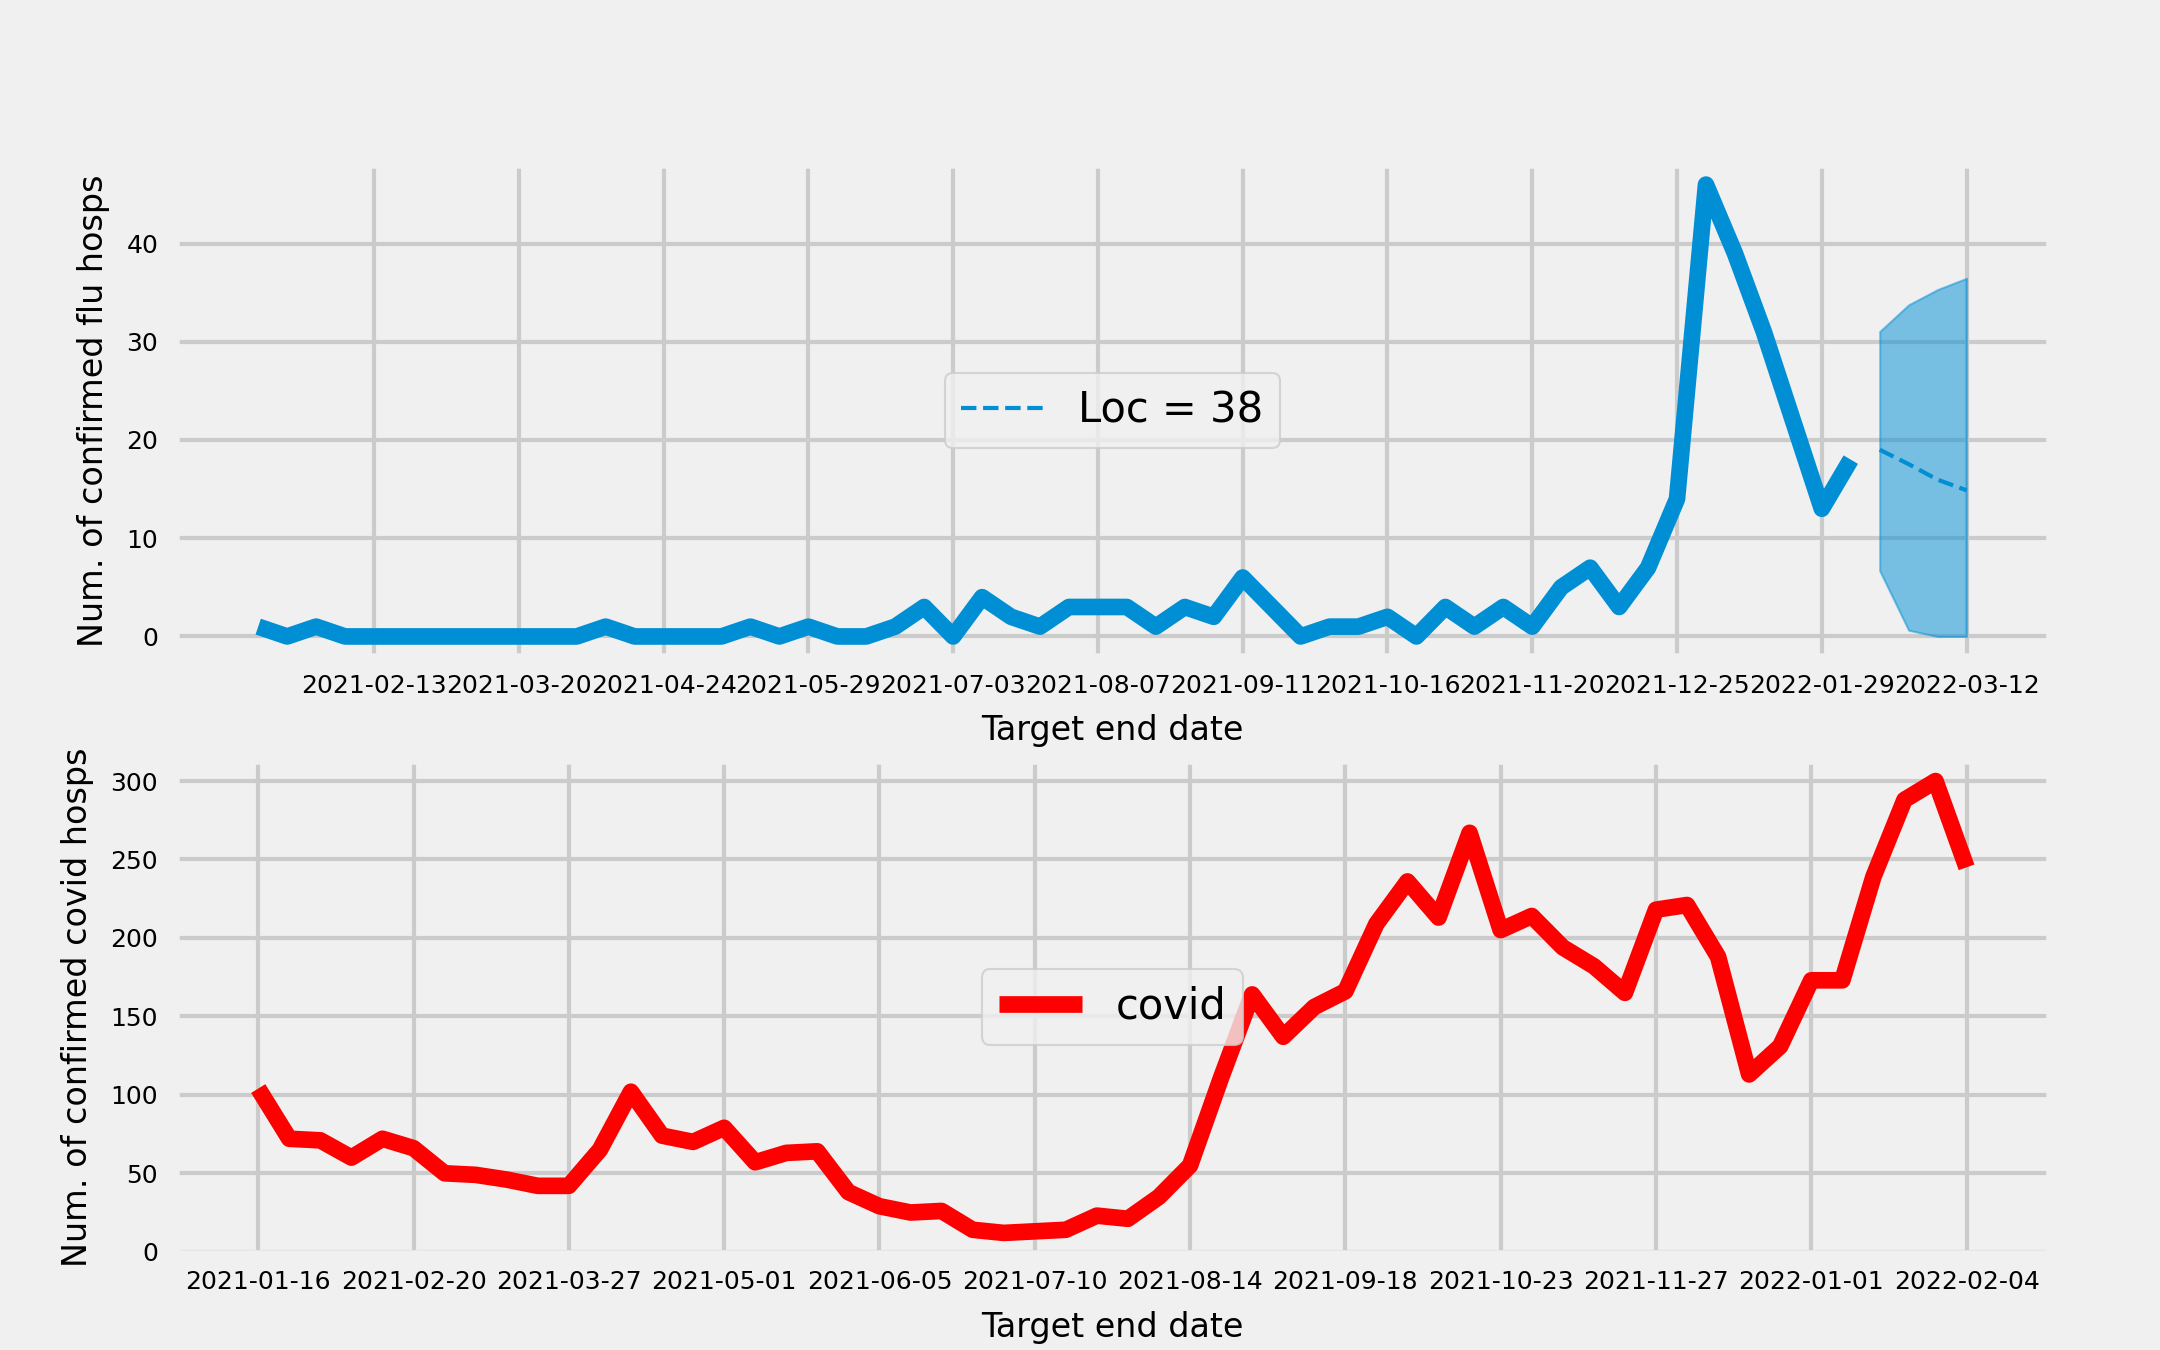 Num. of confirmed flu hosps
40
30
20
10
0
Loc = 38
2021-02-13 2021-03-20 2021-04-24 2021-05-29 2021-07-03 2021-08-07 2021-09-11 2021-10-16 2021-11-20 2021-12-25 2022-01-29 2022-03-12
Target end date
Num. of confirmed covid hosps
300
250
200
150
100
50
0
covid
2021-01-16 2021-02-20 2021-03-27 2021-05-01 2021-06-05 2021-07-10 2021-08-14 2021-09-18 2021-10-23 2021-11-27 2022-01-01 2022-02-04
Target end date